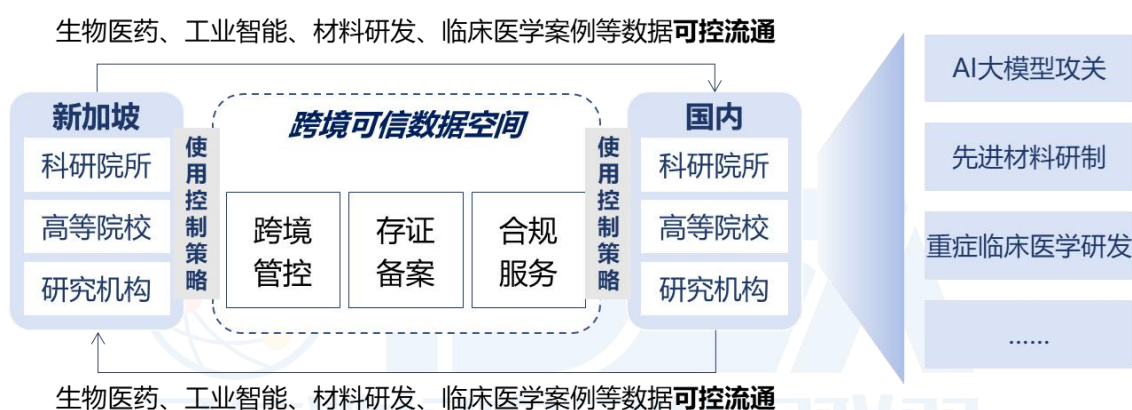 生物医药、工业智能、材料研发、临床医学案例等数据可控流通
新加坡
科研院所
高等院校
研究机构
使用控制策略
跨境可信数据空间
跨境
管控
存证
备案
合规
服务
使用控制策略
国内
科研院所
高等院校
研究机构
AI大模型攻关
先进材料研制
重症临床医学研发
......
生物医药、工业智能、材料研发、临床医学案例等数据可控流通